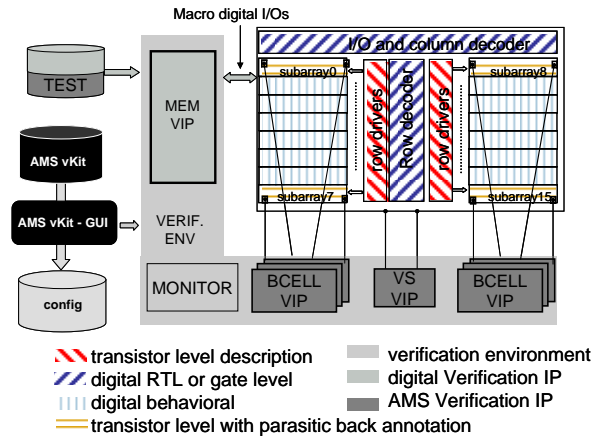 Macro digital I/Os
I/O and column decoder
TEST
MEM
VIP
subarray0
row drivers
Row decoder
row drivers
subarray8
AMS vKit
AMS vKit - GUI
VERIF.
ENV
subarray7
subarray15
config
MONITOR
BCELL
VIP
VS
VIP
BCELL
VIP
transistor level description
verification environment
digital RTL or gate level
digital Verification IP
digital behavioral
AMS Verification IP
transistor level with parasitic back annotation